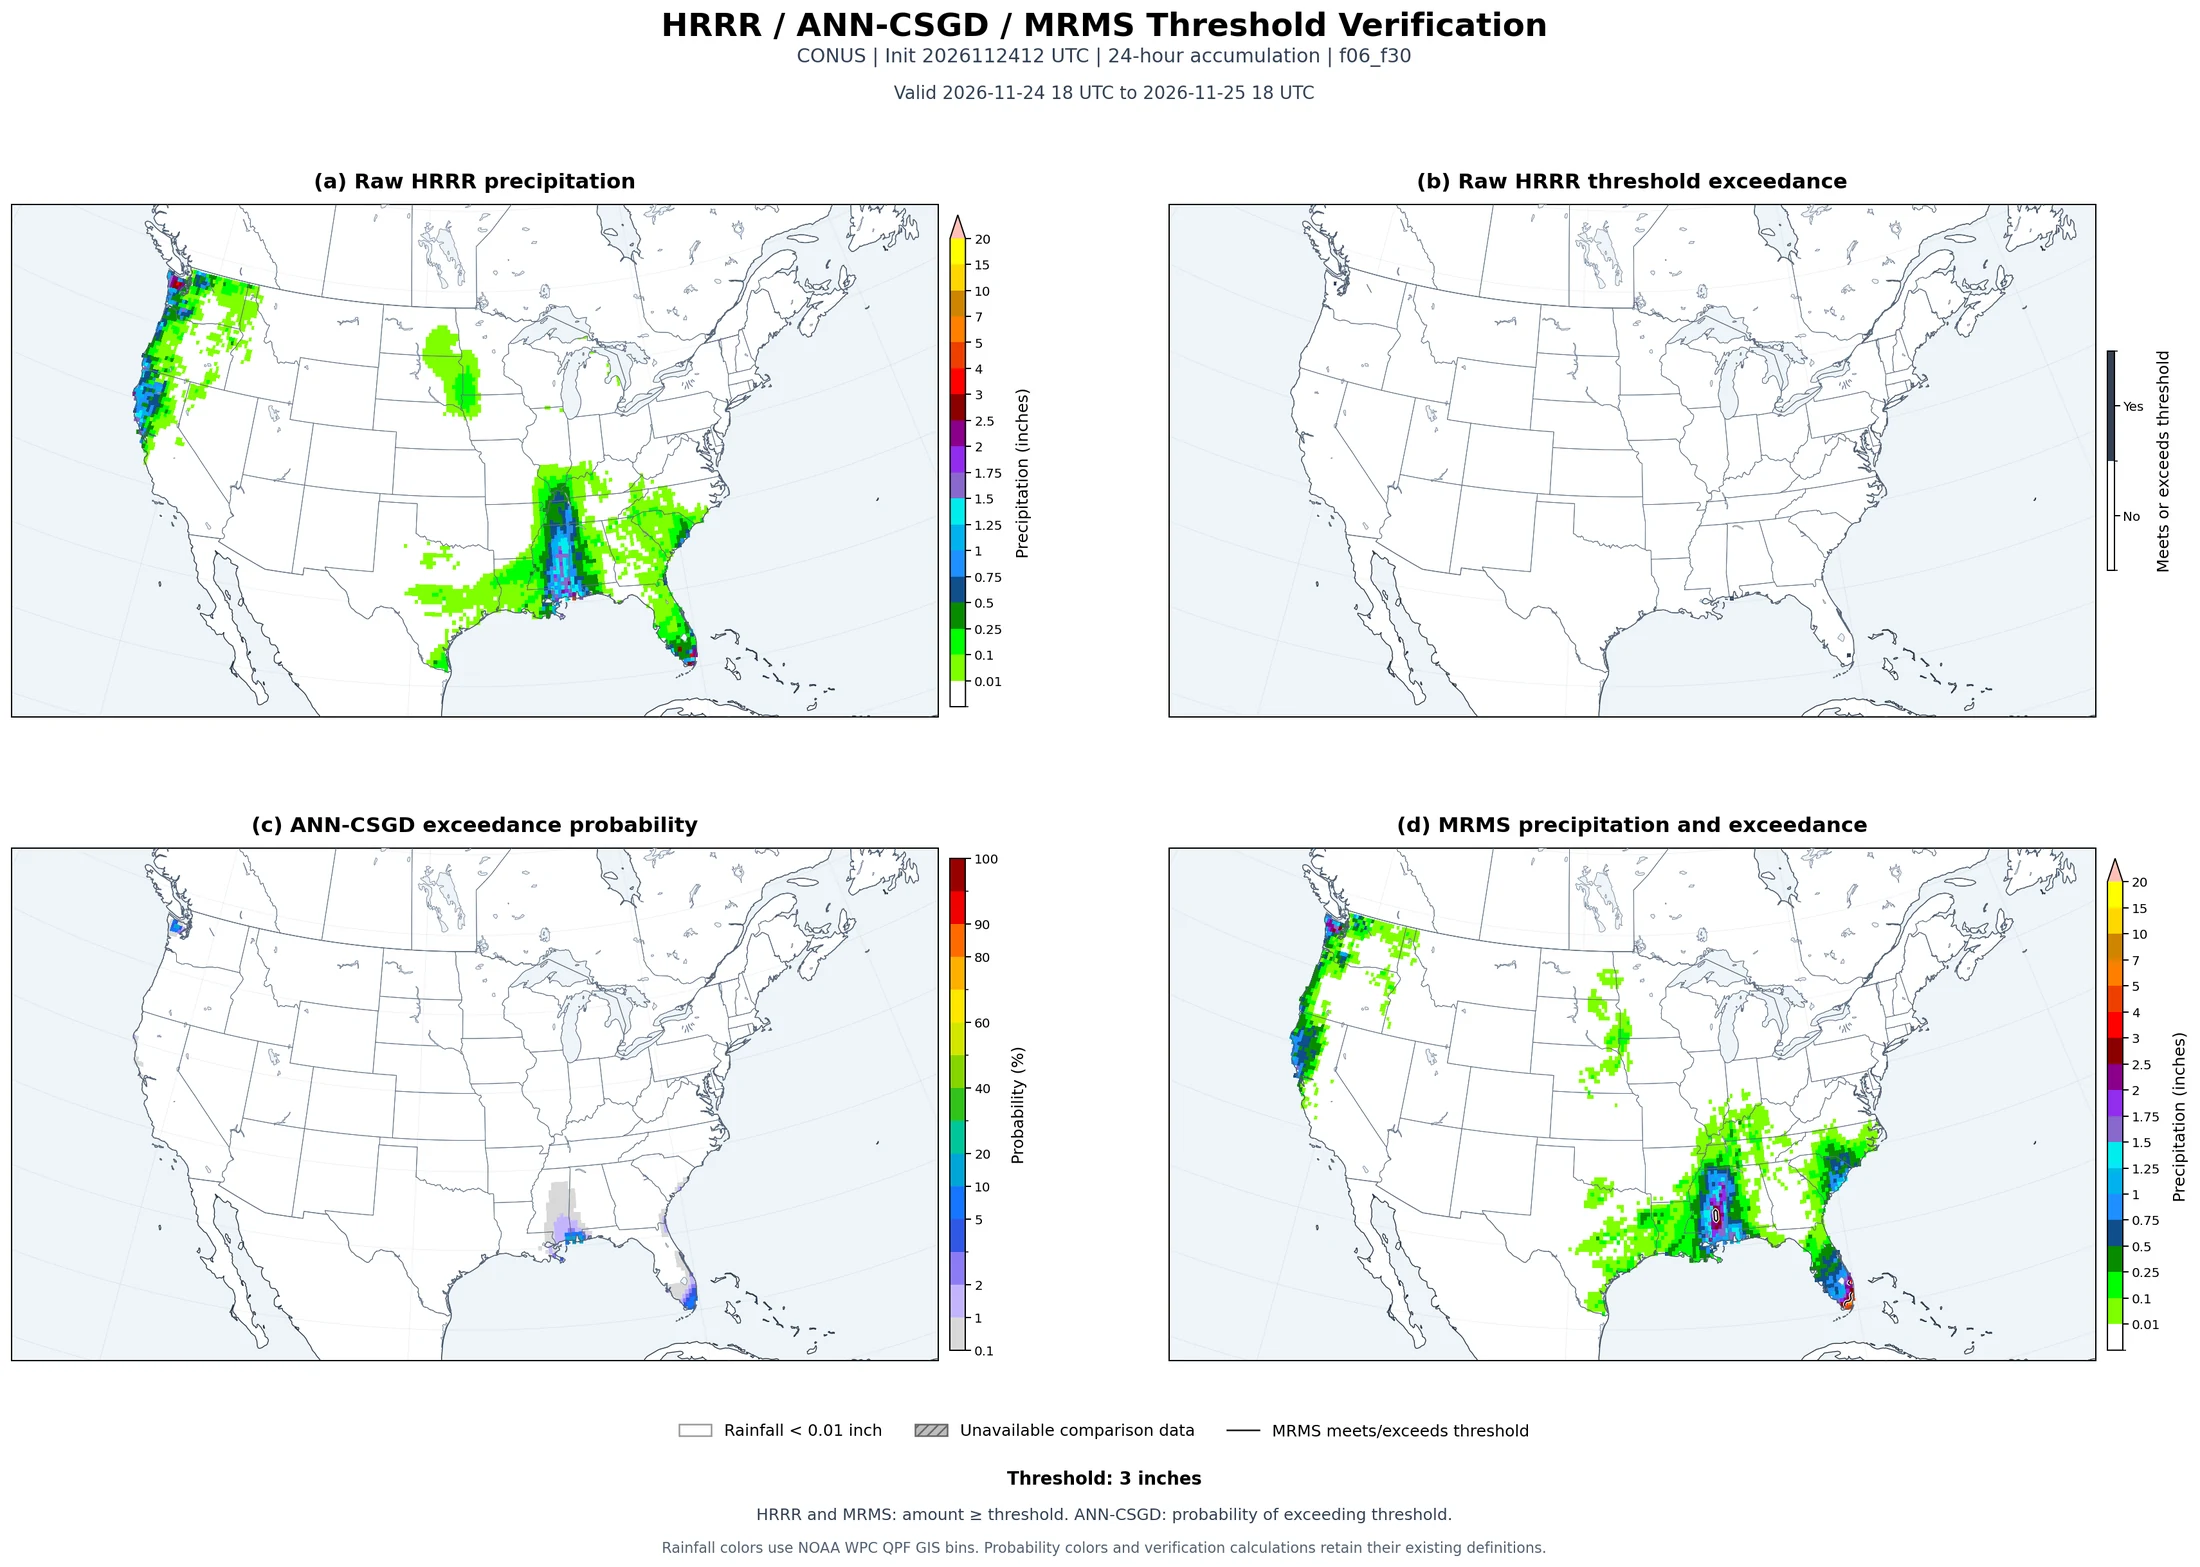 HRRR / ANN-CSGD / MRMS Threshold Verification
CONUS | Init 2026112412 UTC | 24-hour accumulation | f06_f30
Valid 2026-11-24 18 UTC to 2026-11-25 18 UTC
(a) Raw HRRR precipitation
20
15
10
7
5
4
3
2.5
2
1.75
1.5
1.25
1
0.75
0.5
0.25
0.1
0.01
Precipitation (inches)
(b) Raw HRRR threshold exceedance
Yes
No
Meets or exceeds threshold
(c) ANN-CSGD exceedance probability
100
90
80
60
40
20
10
5
2
1
0.1
Probability (%)
(d) MRMS precipitation and exceedance
20
15
10
7
5
4
3
2.5
2
1.75
1.5
1.25
1
0.75
0.5
0.25
0.1
0.01
Precipitation (inches)
Rainfall < 0.01 inch
Unavailable comparison data
MRMS meets/exceeds threshold
Threshold: 3 inches
HRRR and MRMS: amount ≥ threshold. ANN-CSGD: probability of exceeding threshold.
Rainfall colors use NOAA WPC QPF GIS bins. Probability colors and verification calculations retain their existing definitions.